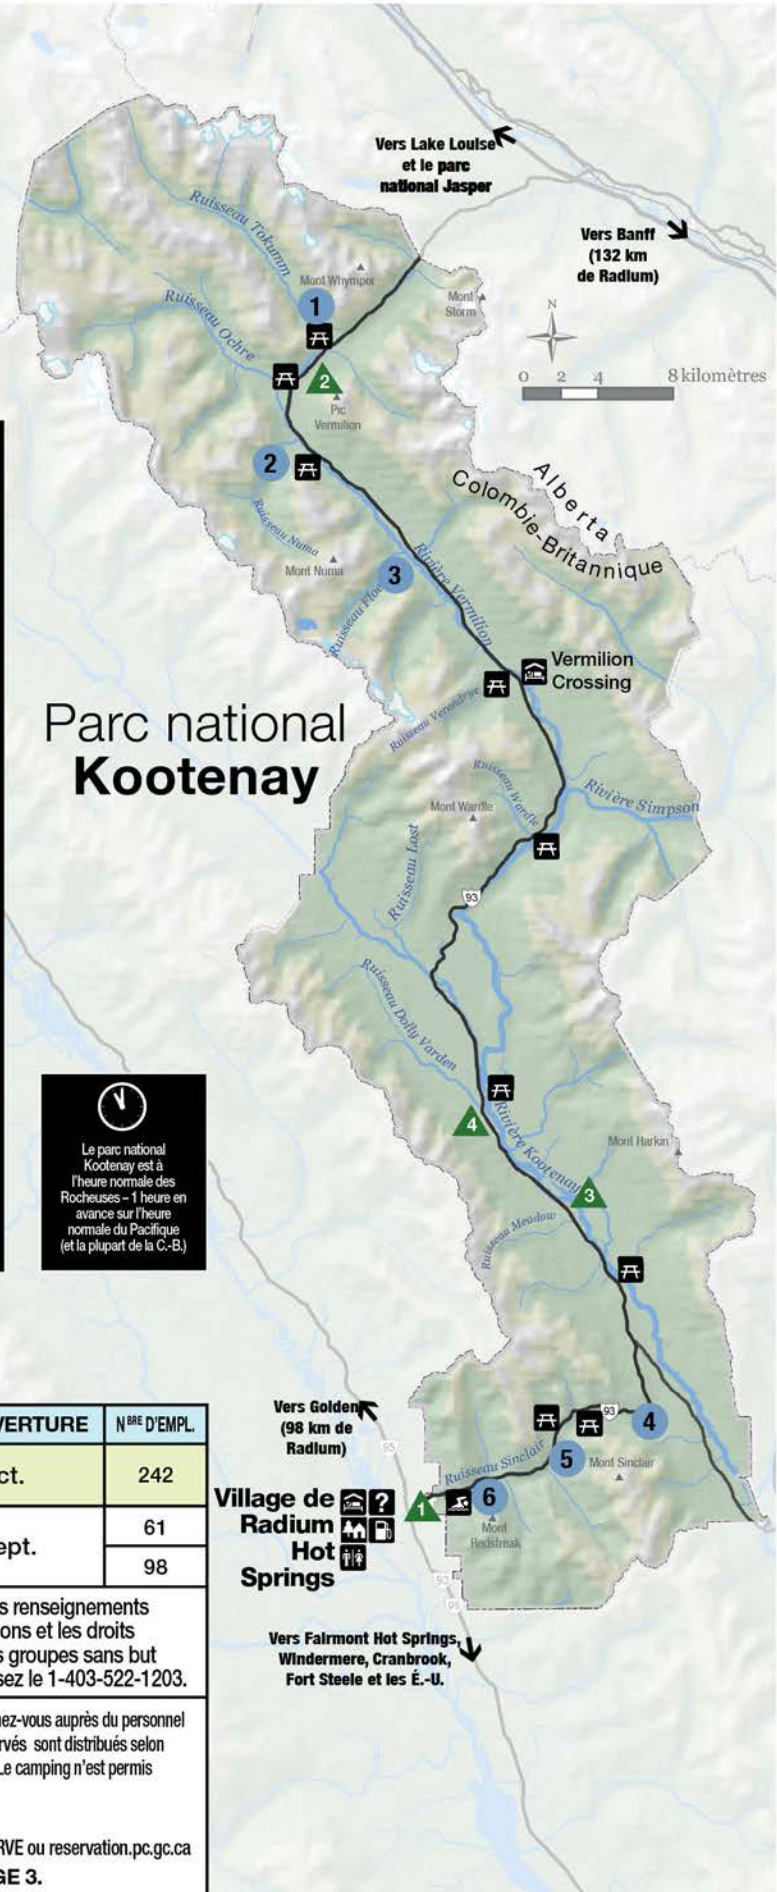 Vers Lake Louise
et le parc
national Jasper
Vers Banff
(132 km
de Radium)
Ruisseau Tokumm
Mont Whymper
Mont
Storm
Ruisseau Ochre
1
2
Pic
Vermilion
N
0 2 4 8 kilomètres
2
Ruisseau Numa
Mont Numa
Alberta
Colombie-Britannique
3
Rivière Vermilion
Vermilion
Crossing
Parc national
Kootenay
Ruisseau Verendrye
Ruisseau Wardle
Mont Wardle
Rivière Simpson
Ruisseau Lost
93
Ruisseau Dolly Varden
4
Rivière Kootenay
Mont Harkin
3
Ruisseau Meadow
Le parc national
Kootenay est à
l'heure normale des
Rocheuses – 1 heure en
avance sur l'heure
normale du Pacifique
(et la plupart de la C.-B.)
Vers Golden
(98 km de
Radium)
95
93
4
5
Mont Sinclair
Ruisseau Sinclair
Village de
Radium
Hot
Springs
?
1
6
Mont
Redstreak
93
95
Vers Fairmont Hot Springs,
Windermere, Cranbrook,
Fort Steele et les É.-U.
VERTURE NBRE D'EMPL.
ct. 242
ept. 61
98
s renseignements
ons et les droits
s groupes sans but
sez le 1-403-522-1203.
nez-vous auprès du personnel
rvés sont distribués selon
Le camping n'est permis
RVE ou reservation.pc.gc.ca
GE 3.